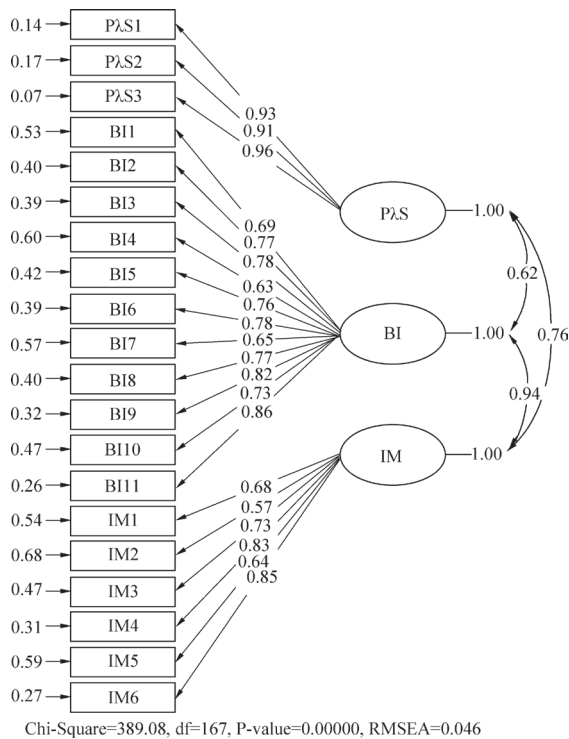 0.14 PλS1
0.17 PλS2
0.07 PλS3
0.53 BI1
0.40 BI2
0.39 BI3
0.60 BI4
0.42 BI5
0.39 BI6
0.57 BI7
0.40 BI8
0.32 BI9
0.47 BI10
0.26 BI11
0.54 IM1
0.68 IM2
0.47 IM3
0.31 IM4
0.59 IM5
0.27 IM6
0.93
0.91
0.96
0.69
0.77
0.78
0.63
0.76
0.78
0.65
0.77
0.82
0.73
0.86
0.68
0.57
0.73
0.83
0.64
0.85
PλS 1.00
BI 1.00
IM 1.00
0.62
0.76
0.94
Chi-Square=389.08, df=167, P-value=0.00000, RMSEA=0.046